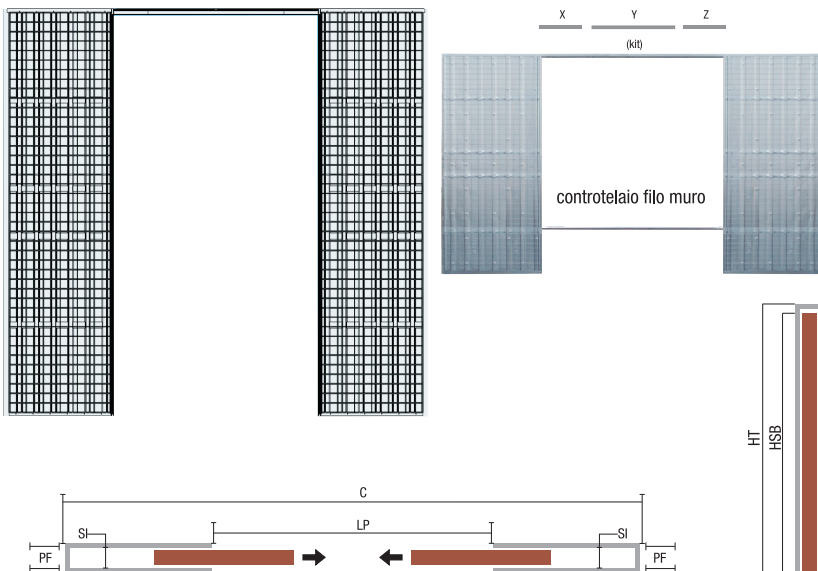 X Y Z
(kit)
controtelaio filo muro
HT HSB
C
LP
SI SI
PF PF